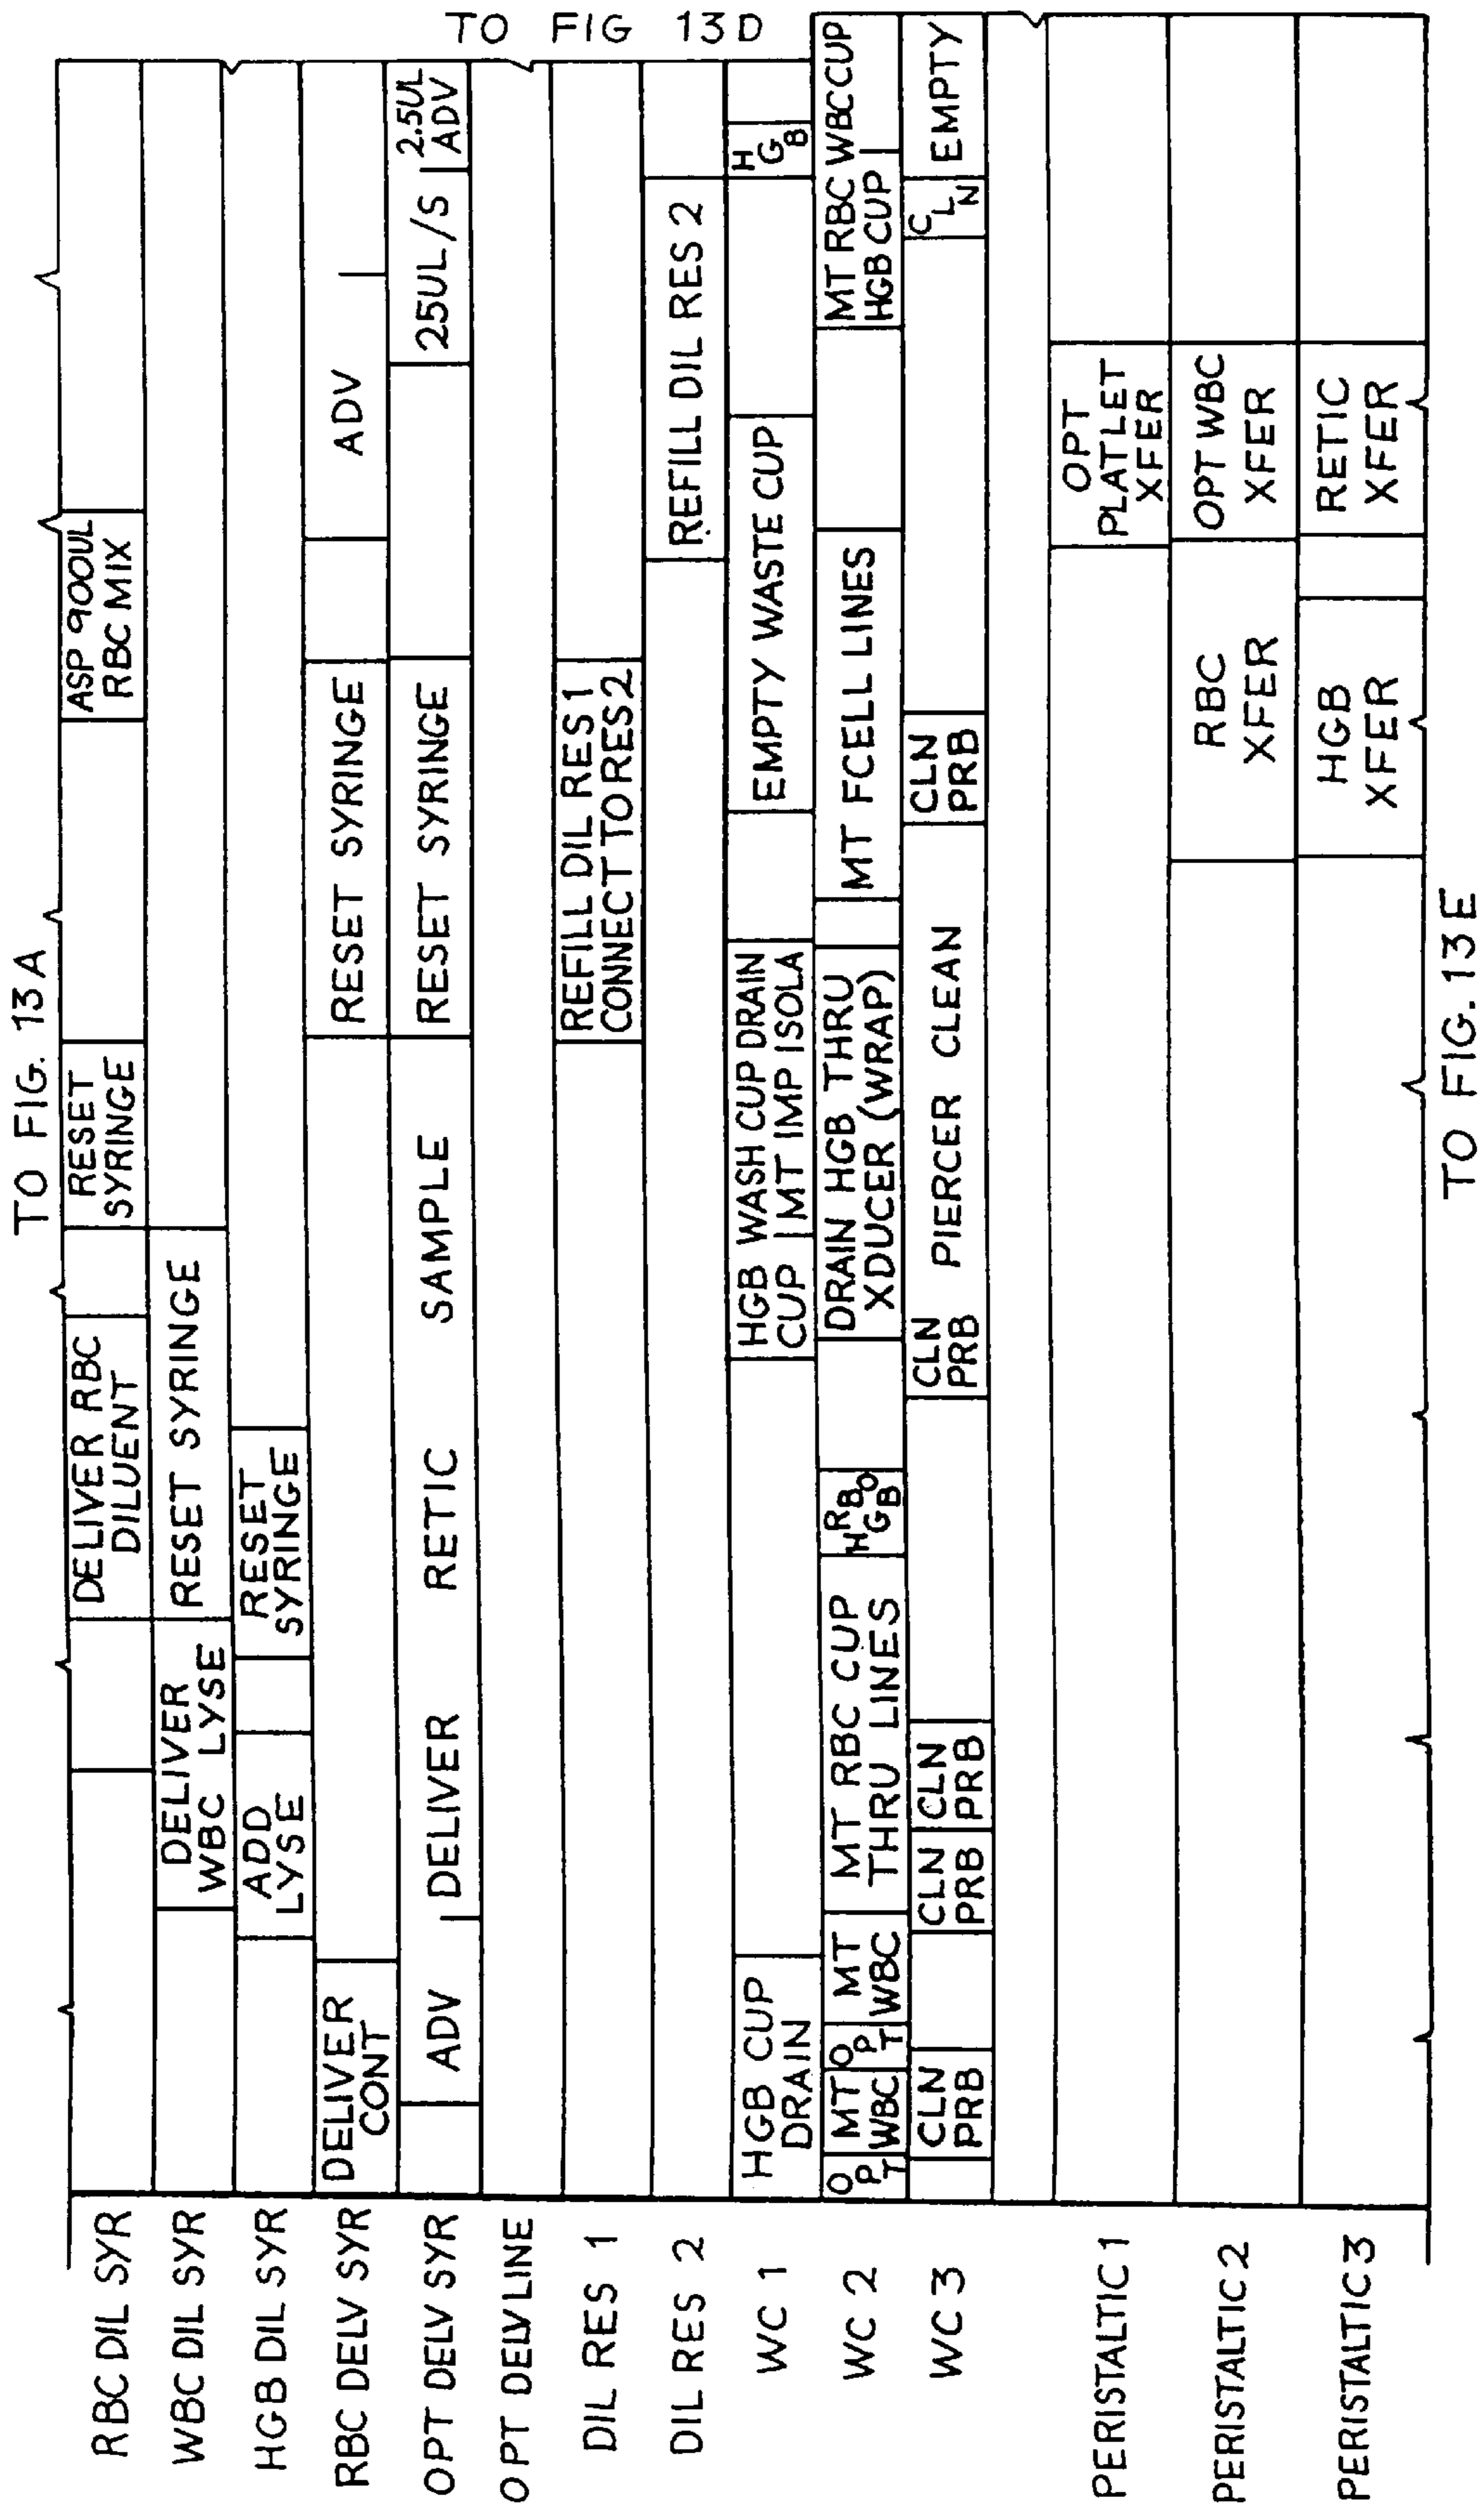 TO FIG. 13A
RBC DIL SYR
DELIVER RBC
DILUENT
RESET
SYRINGE
ASP 900UL
RBC MIX
WBC DIL SYR
DELIVER
WBC LYSE
RESET SYRINGE
HGB DIL SYR
ADD
LYSE
RESET
SYRINGE
RBC DELV SYR
DELIVER
CONT
RESET SYRINGE
ADV
OPT DELV SYR
ADV
DELIVER RETIC SAMPLE
RESET SYRINGE
25UL/S
2.5UL
ADV
OPT DELV LINE
TO FIG 13D
DIL RES 1
REFILL DIL RES 1
CONNECT TO RES 2
DIL RES 2
REFILL DIL RES 2
WC 1
HGB CUP
DRAIN
HGB WASH CUP DRAIN
CUP MT IMP ISOLA
EMPTY WASTE CUP
HGB
WC 2
OPT
MT
WBC
OPT
MT
WBC
MT RBC CUP
THRU LINES
RBO
HGB
DRAIN HGB THRU
XDUCER (WRAP)
MT FCELL LINES
MT RBC WBC CUP
HGB CUP
WC 3
CLN
PRB
CLN
PRB
CLN
PRB
CLN
PRB
PIERCER CLEAN
CLN
PRB
CLN
EMPTY
PERISTALTIC 1
OPT
PLATLET
XFER
PERISTALTIC 2
RBC
XFER
OPT WBC
XFER
PERISTALTIC 3
HGB
XFER
RETIC
XFER
TO FIG. 13E